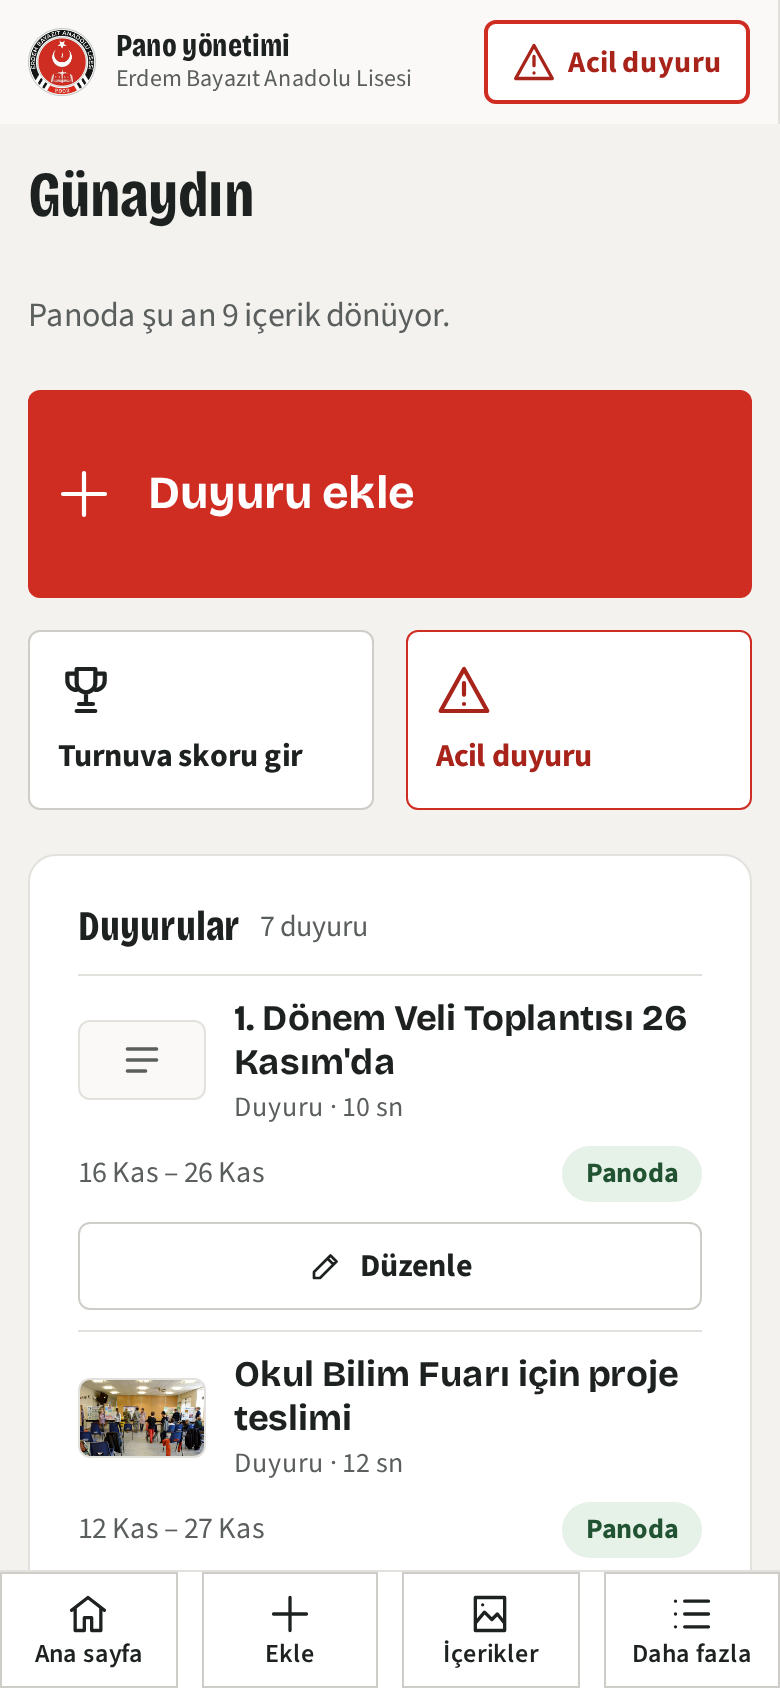 Pano yönetimi
Erdem Bayazıt Anadolu Lisesi
Acil duyuru
Günaydın
Panoda şu an 9 içerik dönüyor.
Duyuru ekle
Turnuva skoru gir
Acil duyuru
Duyurular 7 duyuru
1. Dönem Veli Toplantısı 26
Kasım'da
Duyuru · 10 sn
16 Kas – 26 Kas
Panoda
Düzenle
Okul Bilim Fuarı için proje
teslimi
Duyuru · 12 sn
12 Kas – 27 Kas
Panoda
Ana sayfa
Ekle
İçerikler
Daha fazla